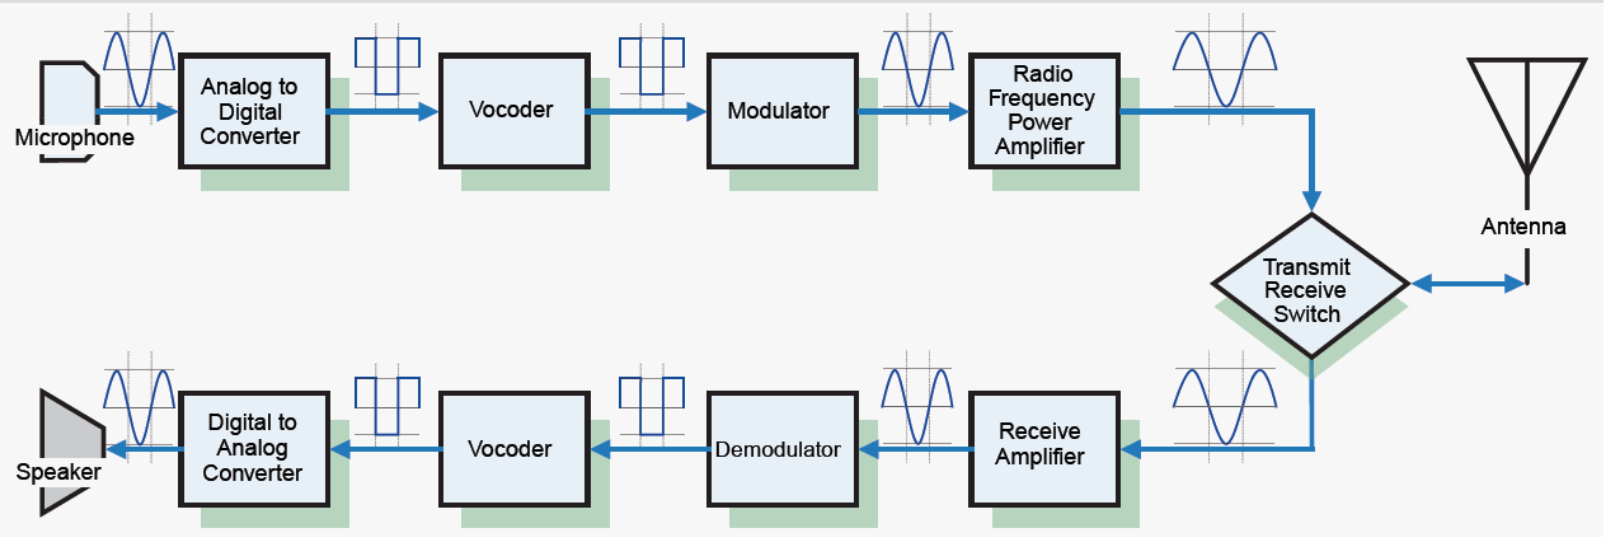 Microphone
Analog to
Digital
Converter
Vocoder
Modulator
Radio
Frequency
Power
Amplifier
Antenna
Transmit
Receive
Switch
Speaker
Digital to
Analog
Converter
Vocoder
Demodulator
Receive
Amplifier